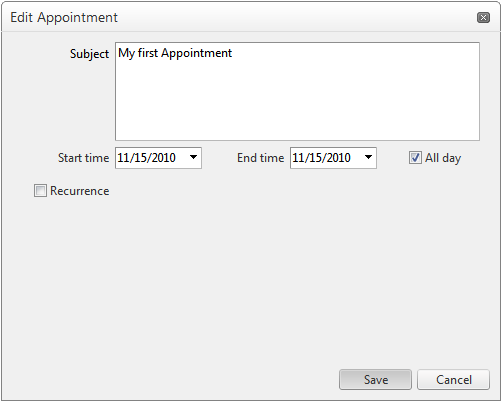 Edit Appointment
Subject My first Appointment
Start time 11/15/2010 End time 11/15/2010 All day
Recurrence
Save Cancel